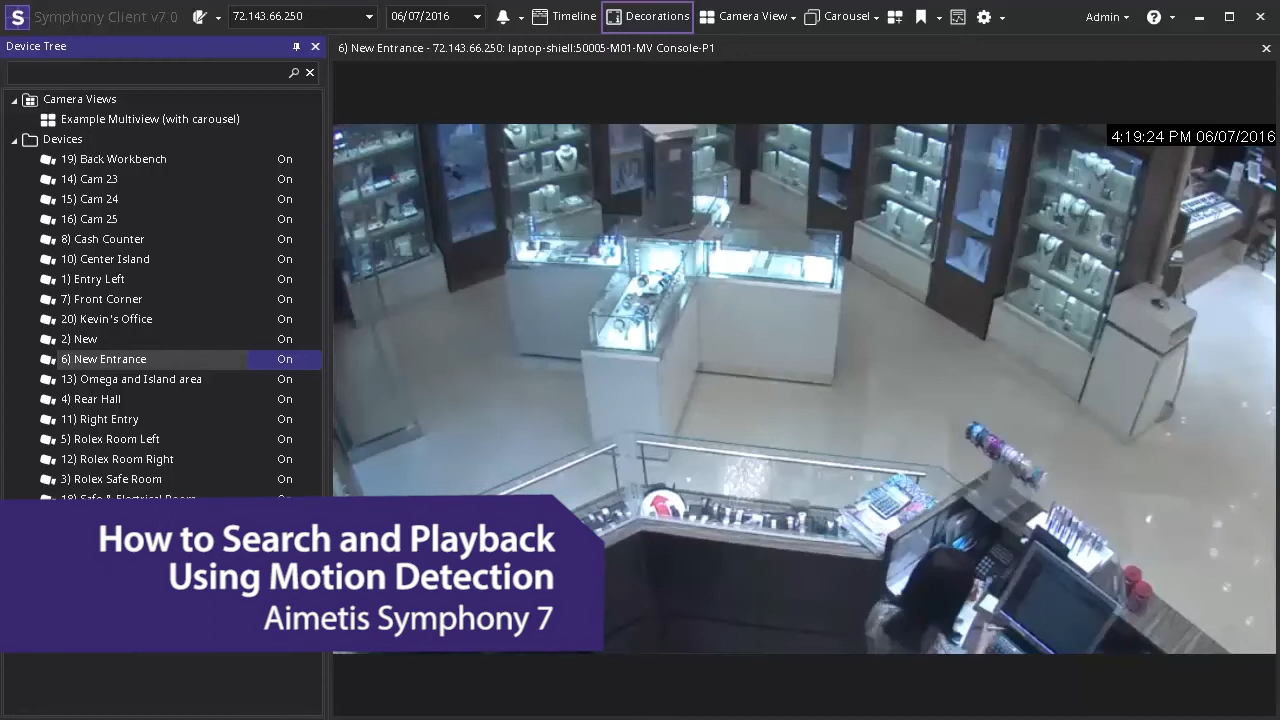 S Symphony Client v7.0 72.143.66.250 06/07/2016 Timeline Decorations Camera View Carousel Admin ?
Device Tree
6) New Entrance - 72.143.66.250: laptop-shiell:50005-M01-MV Console-P1
Camera Views
Example Multiview (with carousel)
Devices
4:19:24 PM 06/07/2016
19) Back Workbench On
14) Cam 23 On
15) Cam 24 On
16) Cam 25 On
8) Cash Counter On
10) Center Island On
1) Entry Left On
7) Front Corner On
20) Kevin's Office On
2) New On
6) New Entrance On
13) Omega and Island area On
4) Rear Hall On
11) Right Entry On
5) Rolex Room Left On
12) Rolex Room Right On
3) Rolex Safe Room On
18) Safe & Electrical Room On
How to Search and Playback
Using Motion Detection
Aimetis Symphony 7